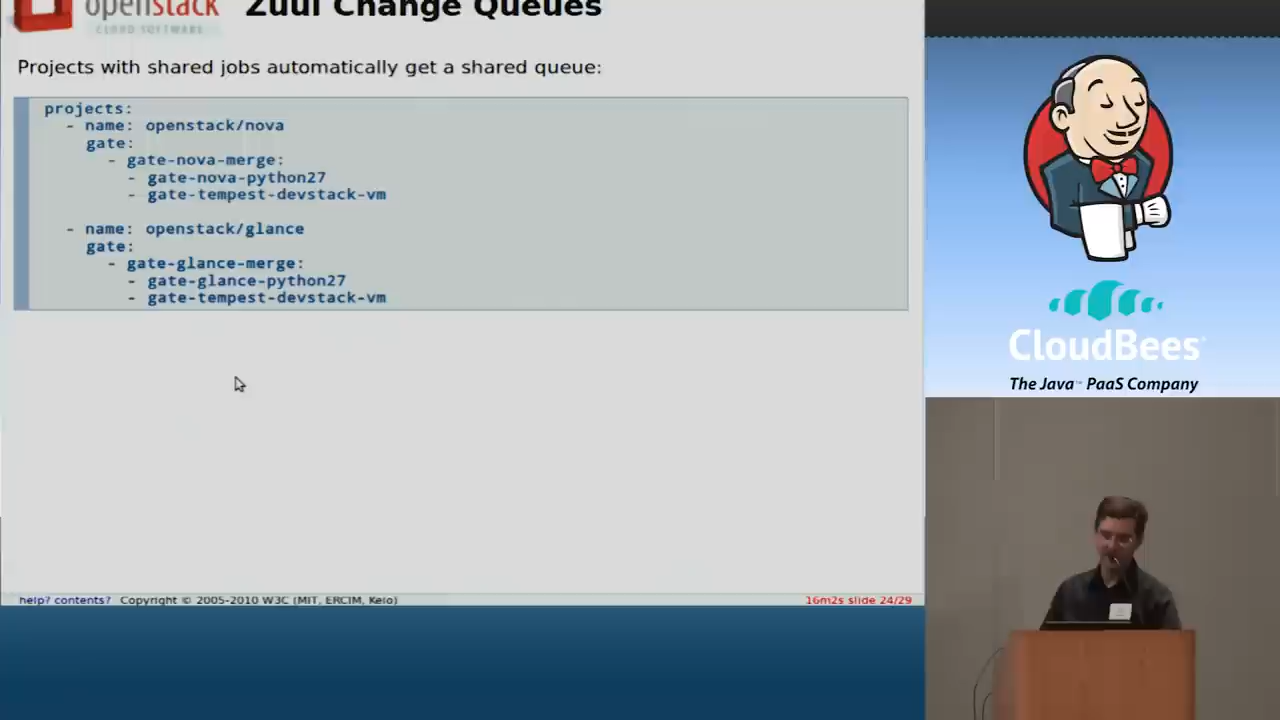 openstack
CLOUD SOFTWARE
Zuul Change Queues
Projects with shared jobs automatically get a shared queue:
projects:
- name: openstack/nova
gate:
- gate-nova-merge:
- gate-nova-python27
- gate-tempest-devstack-vm
- name: openstack/glance
gate:
- gate-glance-merge:
- gate-glance-python27
- gate-tempest-devstack-vm
help? contents? Copyright © 2005-2010 W3C (MIT, ERCIM, Keio)
16m2s slide 24/29
CloudBees
The Java™ PaaS Company